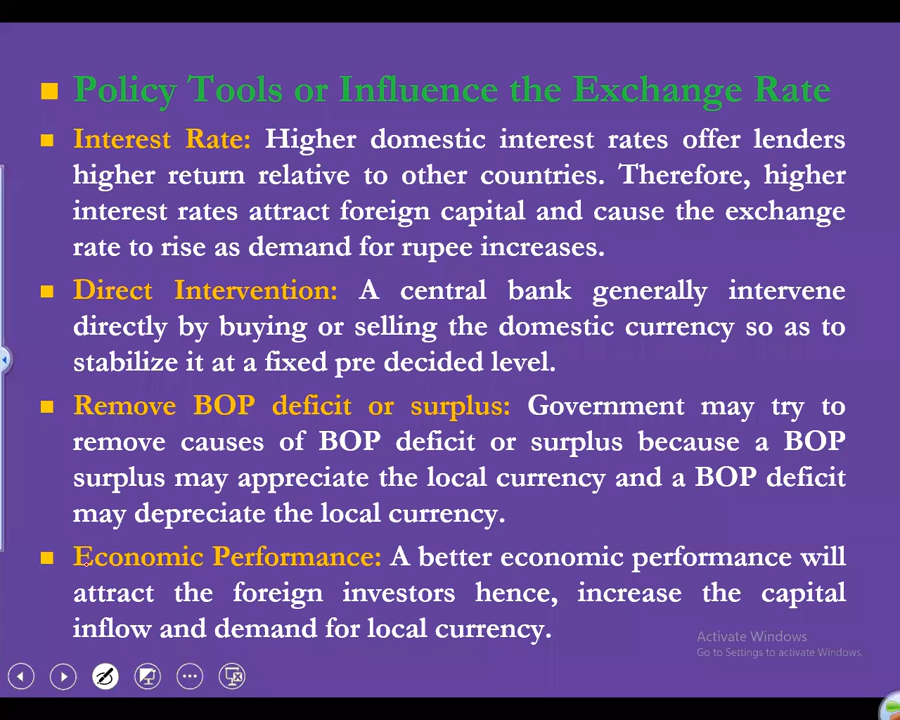 Policy Tools or Influence the Exchange Rate
Interest Rate: Higher domestic interest rates offer lenders
higher return relative to other countries. Therefore, higher
interest rates attract foreign capital and cause the exchange
rate to rise as demand for rupee increases.
Direct Intervention: A central bank generally intervene
directly by buying or selling the domestic currency so as to
stabilize it at a fixed pre decided level.
Remove BOP deficit or surplus: Government may try to
remove causes of BOP deficit or surplus because a BOP
surplus may appreciate the local currency and a BOP deficit
may depreciate the local currency.
Economic Performance: A better economic performance will
attract the foreign investors hence, increase the capital
inflow and demand for local currency.
Activate Windows
Go to Settings to activate Windows.